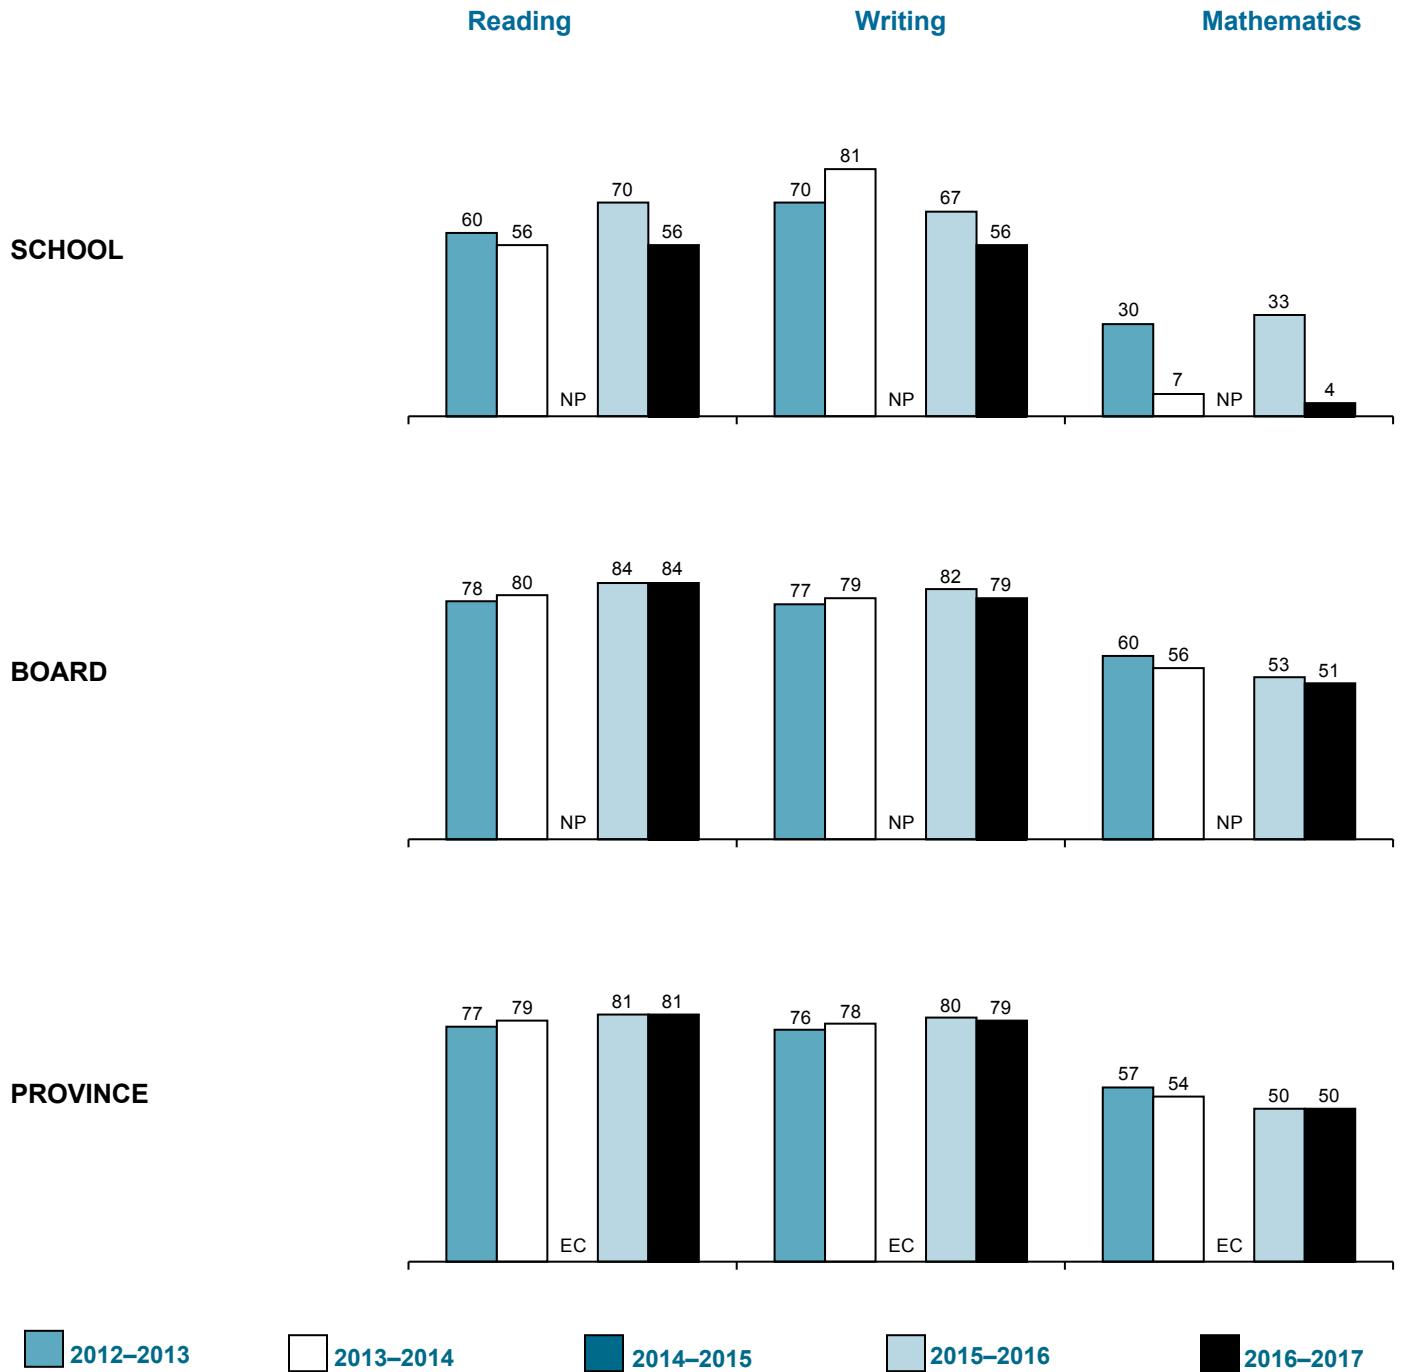 Reading Writing Mathematics
SCHOOL
60 56 NP 70 56 70 81 NP 67 56 30 7 NP 33 4
BOARD
78 80 NP 84 84 77 79 NP 82 79 60 56 NP 53 51
PROVINCE
77 79 EC 81 81 76 78 EC 80 79 57 54 EC 50 50
2012–2013 2013–2014 2014–2015 2015–2016 2016–2017